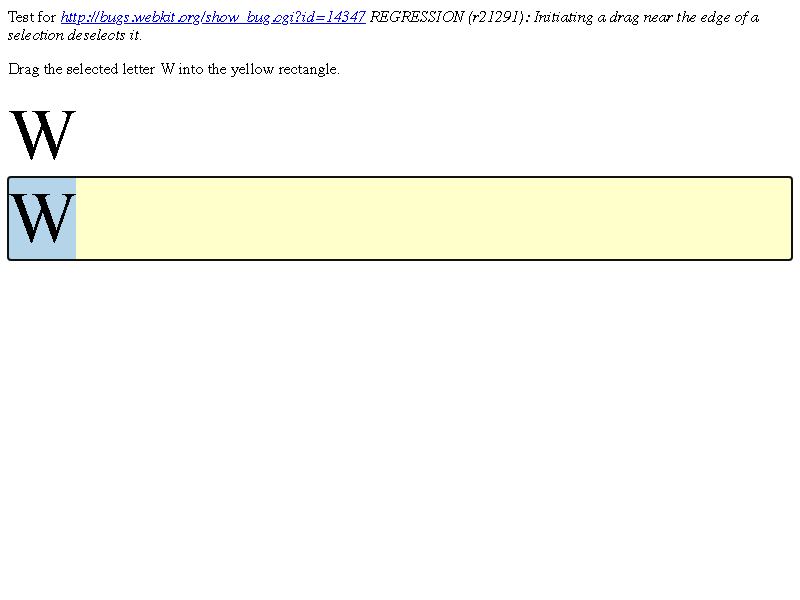 Test for http://bugs.webkit.org/show_bug.cgi?id=14347 REGRESSION (r21291): Initiating a drag near the edge of a
selection deselects it.
Drag the selected letter W into the yellow rectangle.
W
W